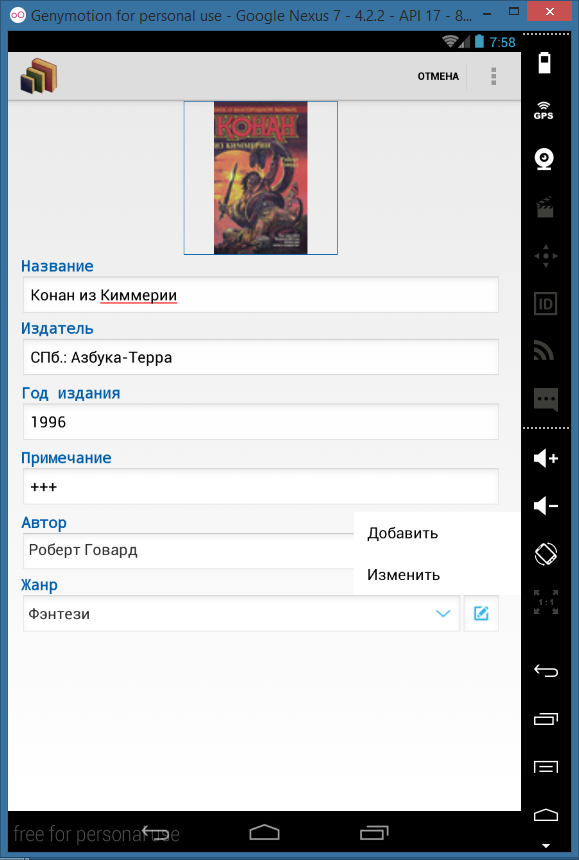 Genymotion for personal use - Google Nexus 7 - 4.2.2 - API 17 - 8...
7:58
ОТМЕНА
КОНАН
ИЗ КИММЕРИИ
Название
Конан из Киммерии
Издатель
СПб.: Азбука-Терра
Год издания
1996
Примечание
+++
Автор
Роберт Говард
Добавить
Изменить
Жанр
Фэнтези
GPS
ID
1:1
free for personal use